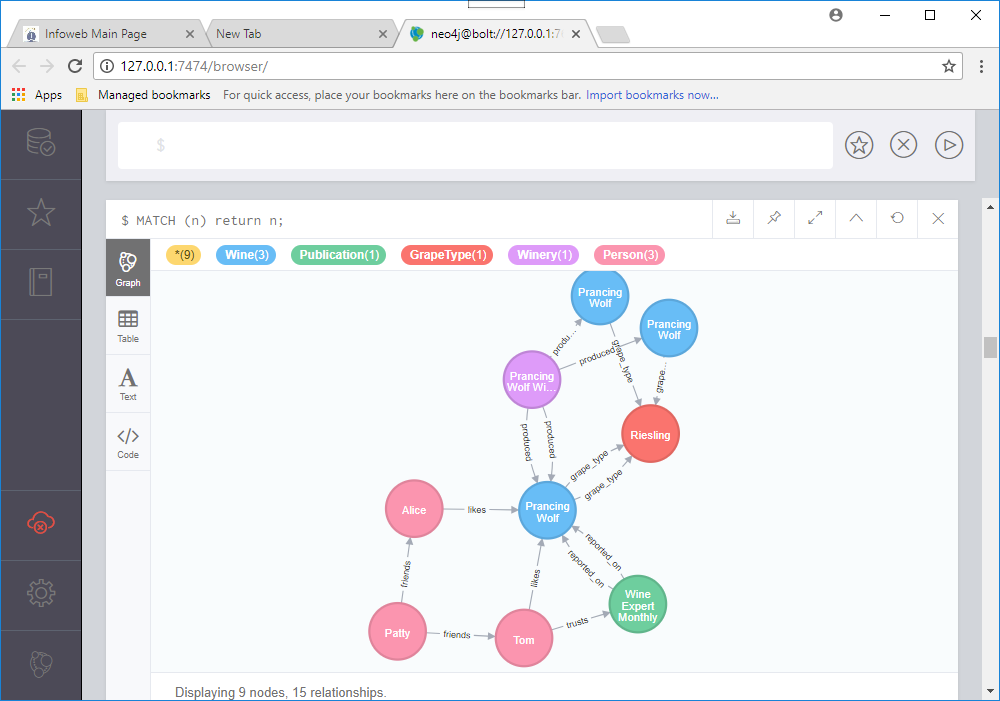 Infoweb Main Page
New Tab
neo4j@bolt://127.0.0.1:7
127.0.0.1:7474/browser/
Apps
Managed bookmarks
For quick access, place your bookmarks here on the bookmarks bar.
Import bookmarks now...
$
$ MATCH (n) return n;
*(9)
Wine(3)
Publication(1)
GrapeType(1)
Winery(1)
Person(3)
Graph
Table
Text
Code
Prancing
Wolf
Prancing
Wolf
produ...
produced
grape_type
grape...
Prancing
Wolf Wi...
Riesling
produced
produced
grape_type
grape_type
Alice
likes
Prancing
Wolf
reported_on
reported_on
friends
likes
Wine
Expert
Monthly
Patty
friends
Tom
trusts
Displaying 9 nodes, 15 relationships.